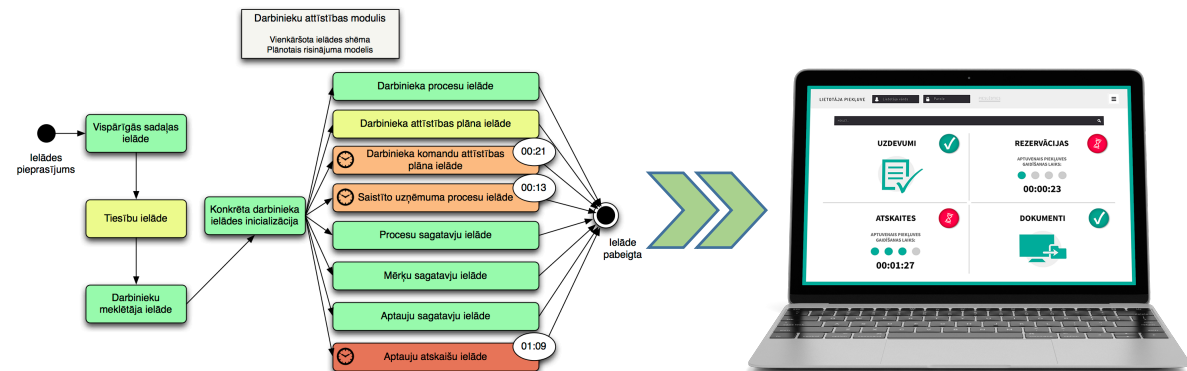 Darbinieku attīstības modulis
Vienkāršota ielādes shēma
Plānotais risinājuma modelis
Ielādes
pieprasījums
Vispārīgās sadaļas
ielāde
Tiesību ielāde
Darbinieku
meklētāja ielāde
Konkrēta darbinieka
ielādes inicializācija
Darbinieka procesu ielāde
Darbinieka attīstības plāna ielāde
00:21
Darbinieka komandu attīstības
plāna ielāde
00:13
Saistīto uzņēmuma procesu ielāde
Procesu sagatavju ielāde
Mērķu sagatavju ielāde
Aptauju sagatavju ielāde
01:09
Aptauju atskaišu ielāde
Ielāde
pabeigta
LIETOTĀJA PIEKĻUVE
UZDEVUMI
REZERVĀCIJAS
APTUVENAIS PIEKĻUVES
GAIDĪŠANAS LAIKS:
00:00:23
ATSKAITES
APTUVENAIS PIEKĻUVES
GAIDĪŠANAS LAIKS:
00:01:27
DOKUMENTI